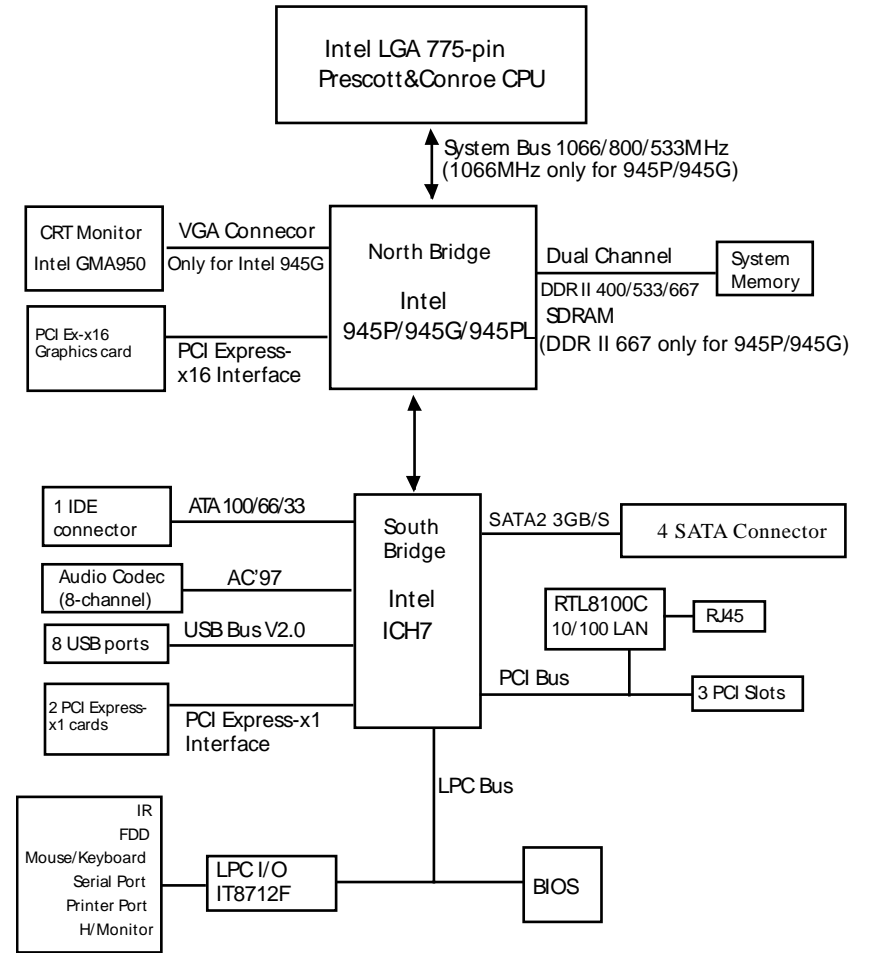 Intel LGA 775-pin
Prescott&Conroe CPU
System Bus 1066/800/533MHz
(1066MHz only for 945P/945G)
CRT Monitor
Intel GMA950
VGA Connecor
Only for Intel 945G
North Bridge
Intel
945P/945G/945PL
Dual Channel
DDR II 400/533/667
SDRAM
(DDR II 667 only for 945P/945G)
System
Memory
PCI Ex-x16
Graphics card
PCI Express-
x16 Interface
1 IDE
connector
ATA 100/66/33
South
Bridge
Intel
ICH7
SATA2 3GB/S
4 SATA Connector
Audio Codec
(8-channel)
AC'97
8 USB ports
USB Bus V2.0
RTL8100C
10/100 LAN
RJ45
PCI Bus
3 PCI Slots
2 PCI Express-
x1 cards
PCI Express-x1
Interface
LPC Bus
IR
FDD
Mouse/Keyboard
Serial Port
Printer Port
H/Monitor
LPC I/O
IT8712F
BIOS